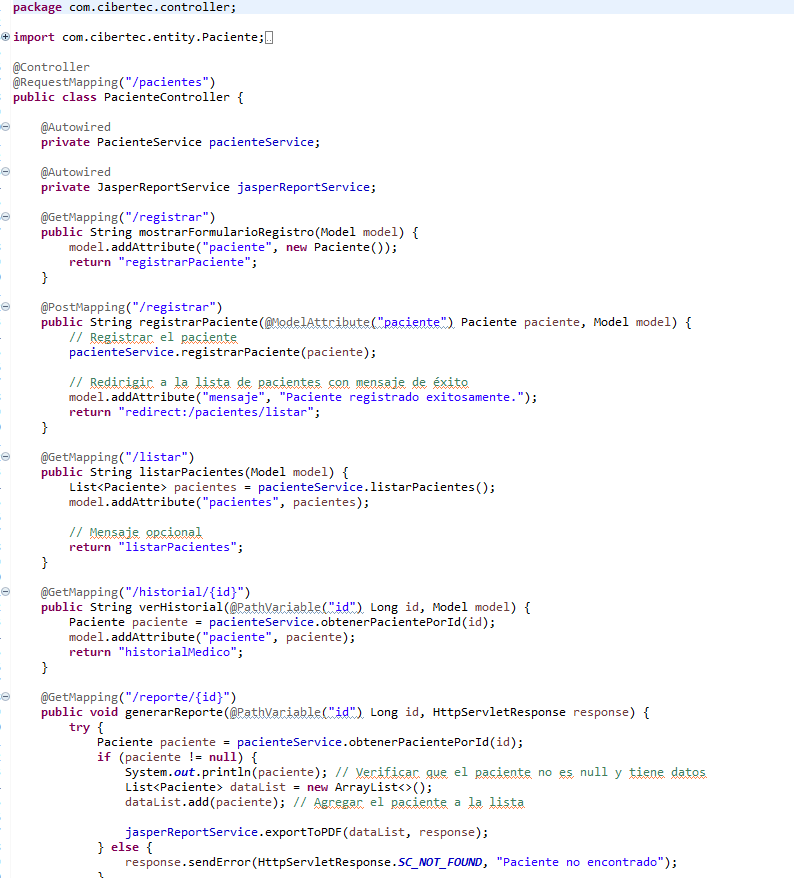 package com.cibertec.controller;
import com.cibertec.entity.Paciente;
@Controller
@RequestMapping("/pacientes")
public class PacienteController {
@Autowired
private PacienteService pacienteService;
@Autowired
private JasperReportService jasperReportService;
@GetMapping("/registrar")
public String mostrarFormularioRegistro(Model model) {
model.addAttribute("paciente", new Paciente());
return "registrarPaciente";
}
@PostMapping("/registrar")
public String registrarPaciente(@ModelAttribute("paciente") Paciente paciente, Model model) {
// Registrar el paciente
pacienteService.registrarPaciente(paciente);
// Redirigir a la lista de pacientes con mensaje de éxito
model.addAttribute("mensaje", "Paciente registrado exitosamente.");
return "redirect:/pacientes/listar";
}
@GetMapping("/listar")
public String listarPacientes(Model model) {
List<Paciente> pacientes = pacienteService.listarPacientes();
model.addAttribute("pacientes", pacientes);
// Mensaje opcional
return "listarPacientes";
}
@GetMapping("/historial/{id}")
public String verHistorial(@PathVariable("id") Long id, Model model) {
Paciente paciente = pacienteService.obtenerPacientePorId(id);
model.addAttribute("paciente", paciente);
return "historialMedico";
}
@GetMapping("/reporte/{id}")
public void generarReporte(@PathVariable("id") Long id, HttpServletResponse response) {
try {
Paciente paciente = pacienteService.obtenerPacientePorId(id);
if (paciente != null) {
System.out.println(paciente); // Verificar que el paciente no es null y tiene datos
List<Paciente> dataList = new ArrayList<>();
dataList.add(paciente); // Agregar el paciente a la lista
jasperReportService.exportToPDF(dataList, response);
} else {
response.sendError(HttpServletResponse.SC_NOT_FOUND, "Paciente no encontrado");
}